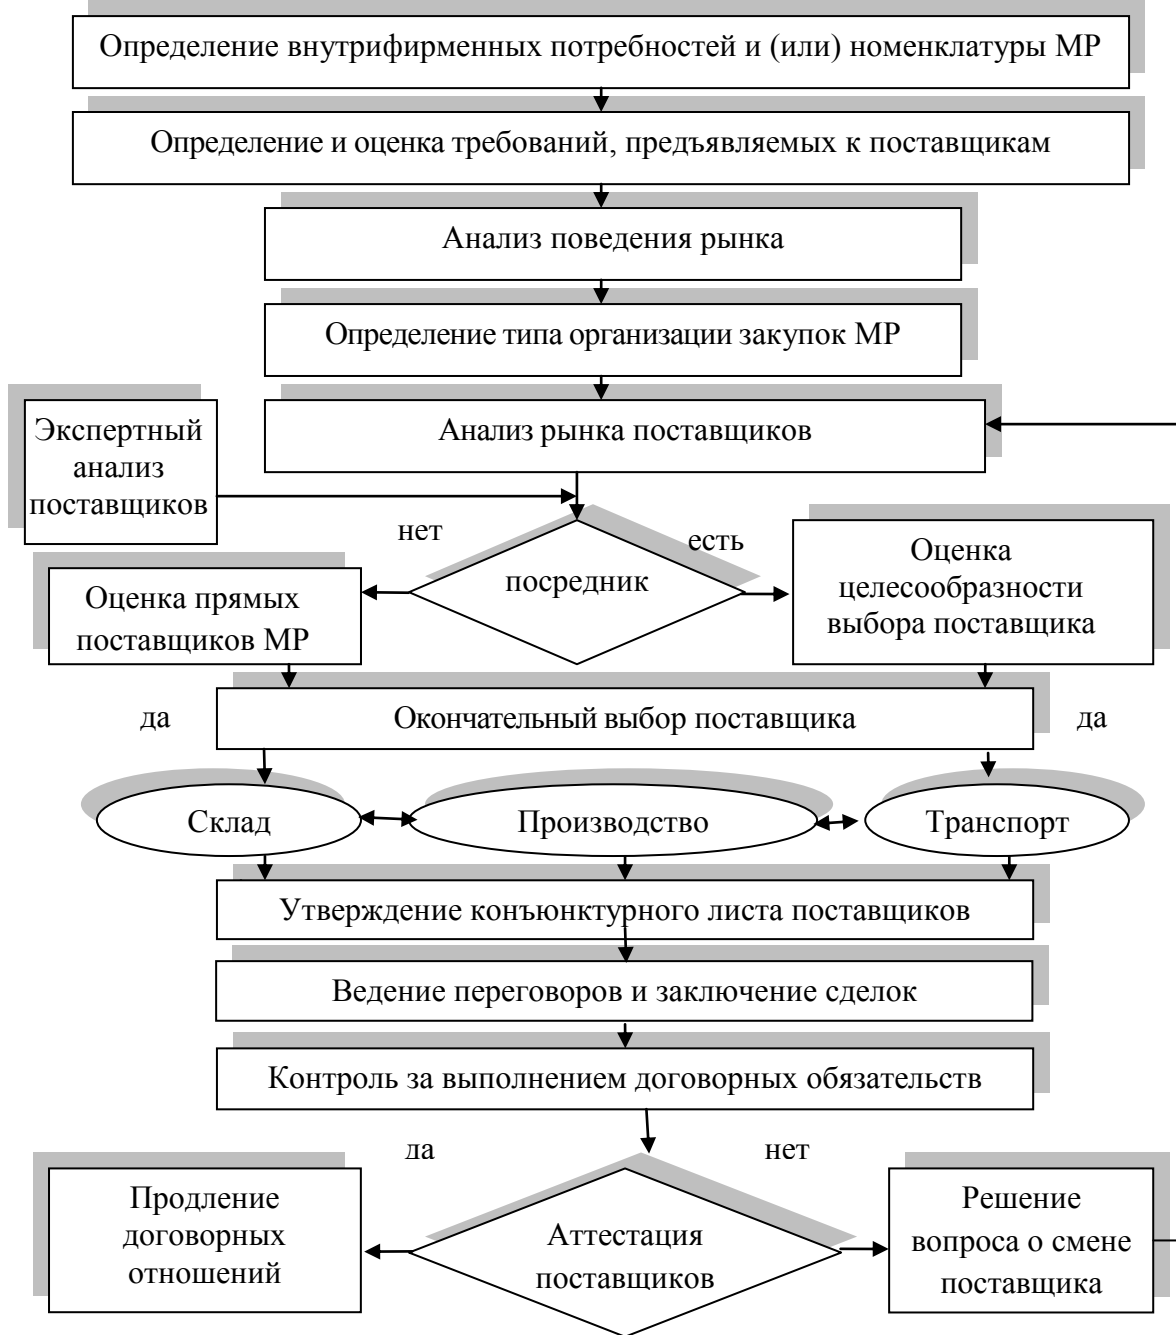 Определение внутрифирменных потребностей и (или) номенклатуры МР
Определение и оценка требований, предъявляемых к поставщикам
Анализ поведения рынка
Определение типа организации закупок МР
Экспертный
анализ
поставщиков
Анализ рынка поставщиков
нет
есть
посредник
Оценка прямых
поставщиков МР
Оценка
целесообразности
выбора поставщика
да
Окончательный выбор поставщика
да
Склад
Производство
Транспорт
Утверждение конъюнктурного листа поставщиков
Ведение переговоров и заключение сделок
Контроль за выполнением договорных обязательств
да
нет
Продление
договорных
отношений
Аттестация
поставщиков
Решение
вопроса о смене
поставщика